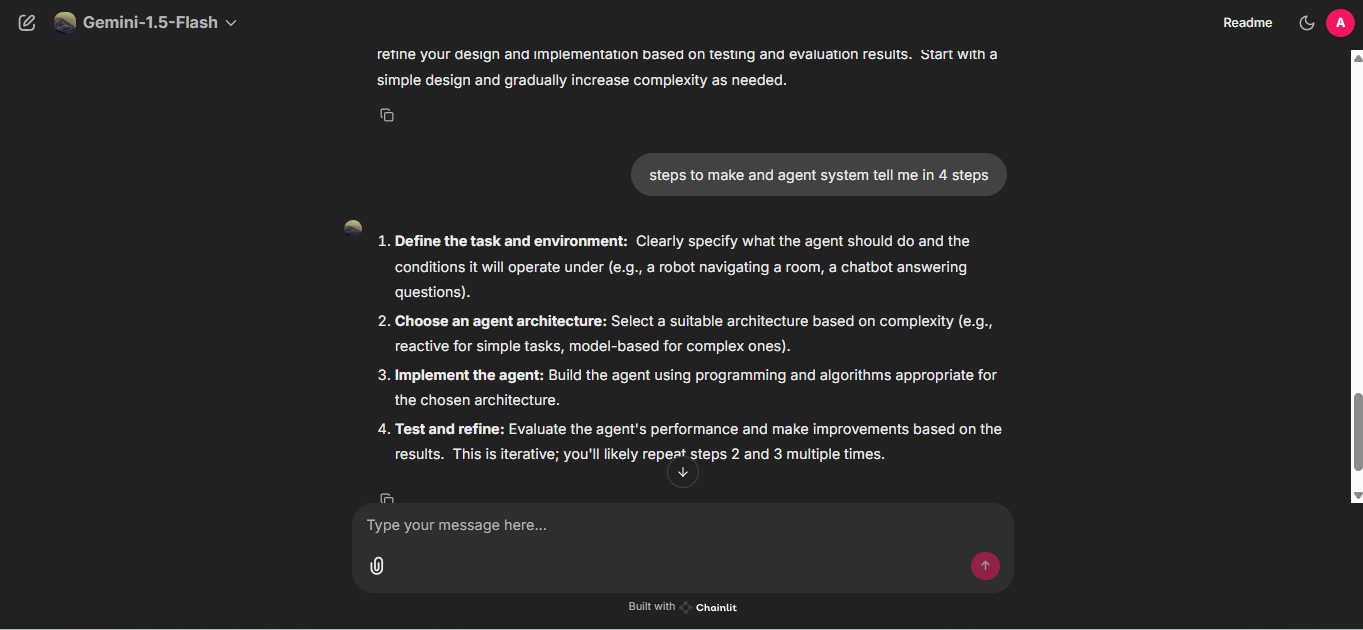 Gemini-1.5-Flash
Readme
A
refine your design and implementation based on testing and evaluation results.  Start with a
simple design and gradually increase complexity as needed.
steps to make and agent system tell me in 4 steps
1. Define the task and environment:  Clearly specify what the agent should do and the
conditions it will operate under (e.g., a robot navigating a room, a chatbot answering
questions).
2. Choose an agent architecture: Select a suitable architecture based on complexity (e.g.,
reactive for simple tasks, model-based for complex ones).
3. Implement the agent: Build the agent using programming and algorithms appropriate for
the chosen architecture.
4. Test and refine: Evaluate the agent's performance and make improvements based on the
results.  This is iterative; you'll likely repeat steps 2 and 3 multiple times.
Type your message here...
Built with Chainlit